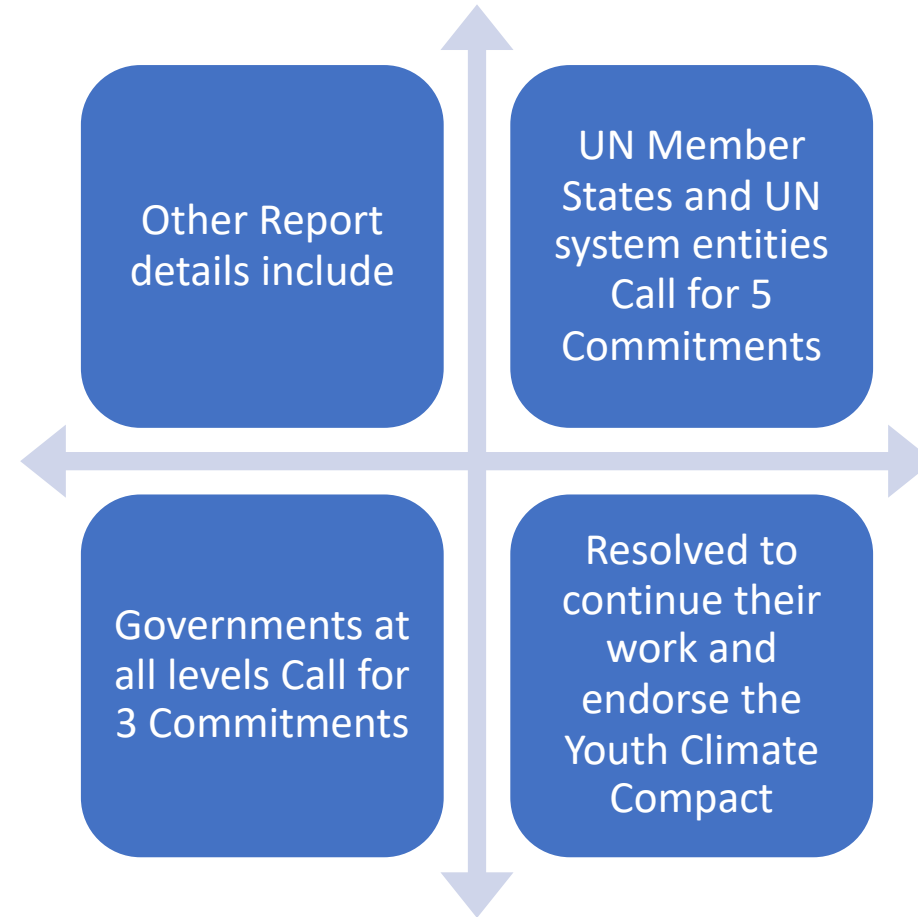 Other Report
details include
UN Member
States and UN
system entities
Call for 5
Commitments
Governments at
all levels Call for
3 Commitments
Resolved to
continue their
work and
endorse the
Youth Climate
Compact